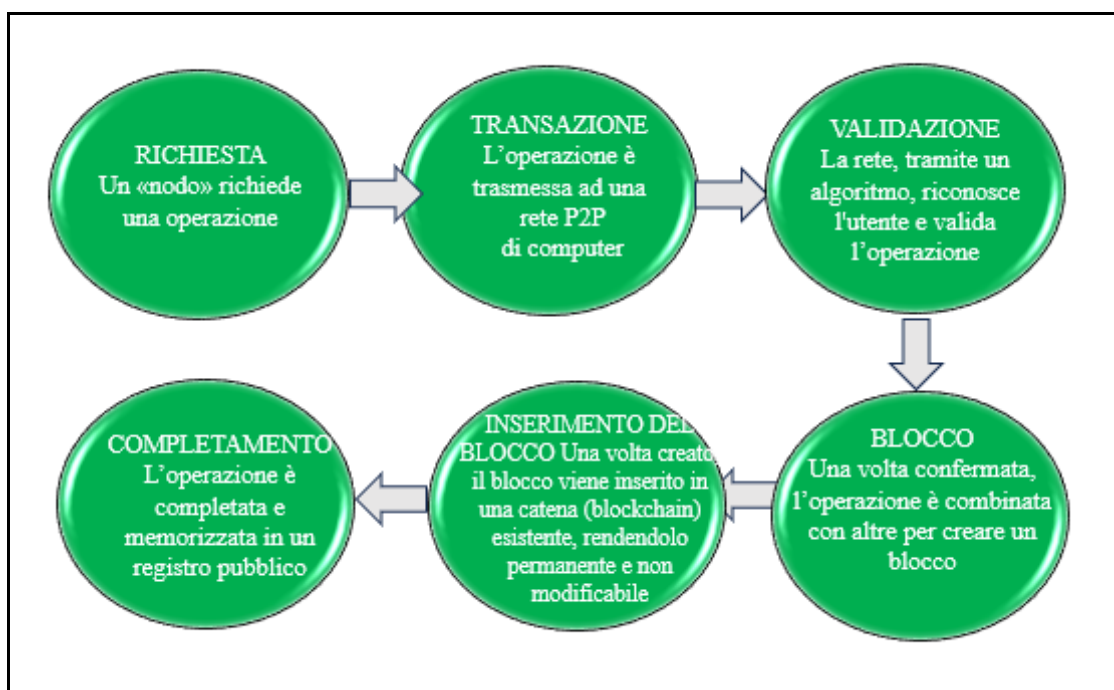 RICHIESTA
Un «nodo» richiede
una operazione
TRANSAZIONE
L’operazione è
trasmessa ad una
rete P2P
di computer
VALIDAZIONE
La rete, tramite un
algoritmo, riconosce
l'utente e valida
l’operazione
BLOCCO
Una volta confermata,
l’operazione è combinata
con altre per creare un
blocco
INSERIMENTO DEL
BLOCCO Una volta creato
il blocco viene inserito in
una catena (blockchain)
esistente, rendendolo
permanente e non
modificabile
COMPLETAMENTO
L’operazione è
completata e
memorizzata in un
registro pubblico